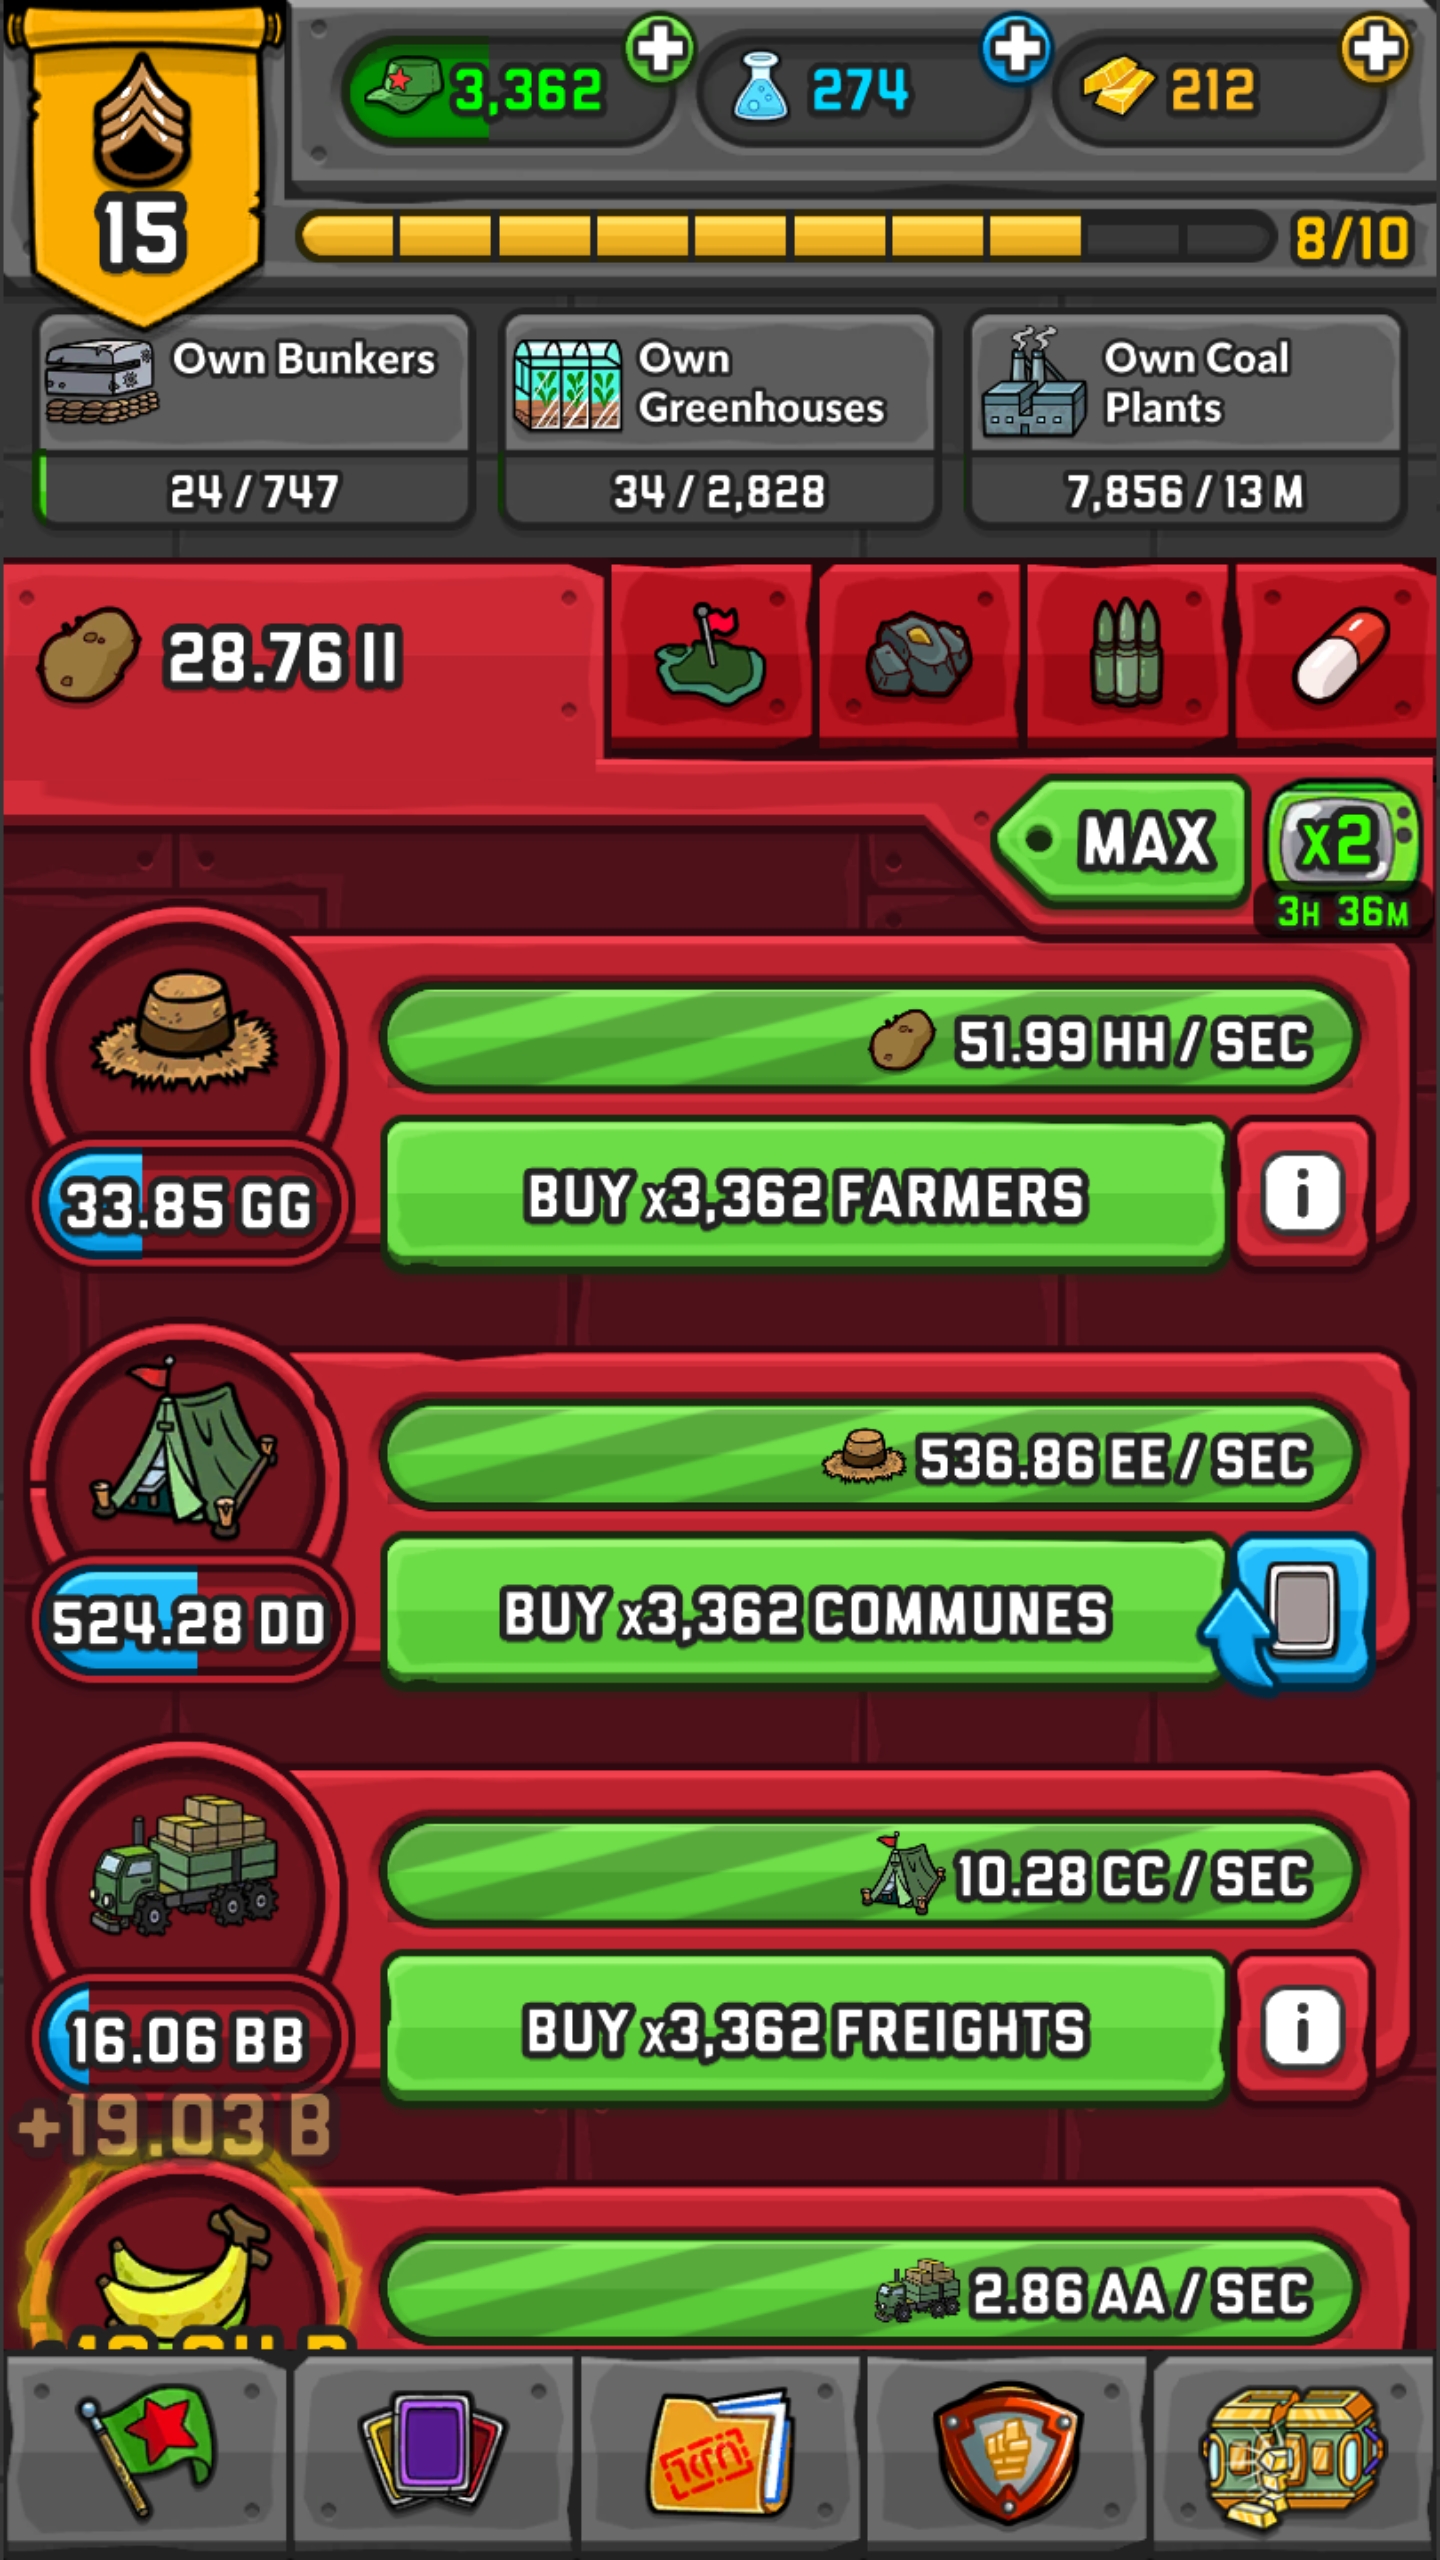 3,362
274
212
15
8/10
Own Bunkers
24 / 747
Own
Greenhouses
34 / 2,828
Own Coal
Plants
7,856 / 13 M
28.76 II
MAX
x2
3H 36M
51.99 HH / SEC
33.85 GG
BUY x3,362 FARMERS
i
536.86 EE / SEC
524.28 DD
BUY x3,362 COMMUNES
10.28 CC / SEC
16.06 BB
BUY x3,362 FREIGHTS
i
+19.03 B
2.86 AA / SEC